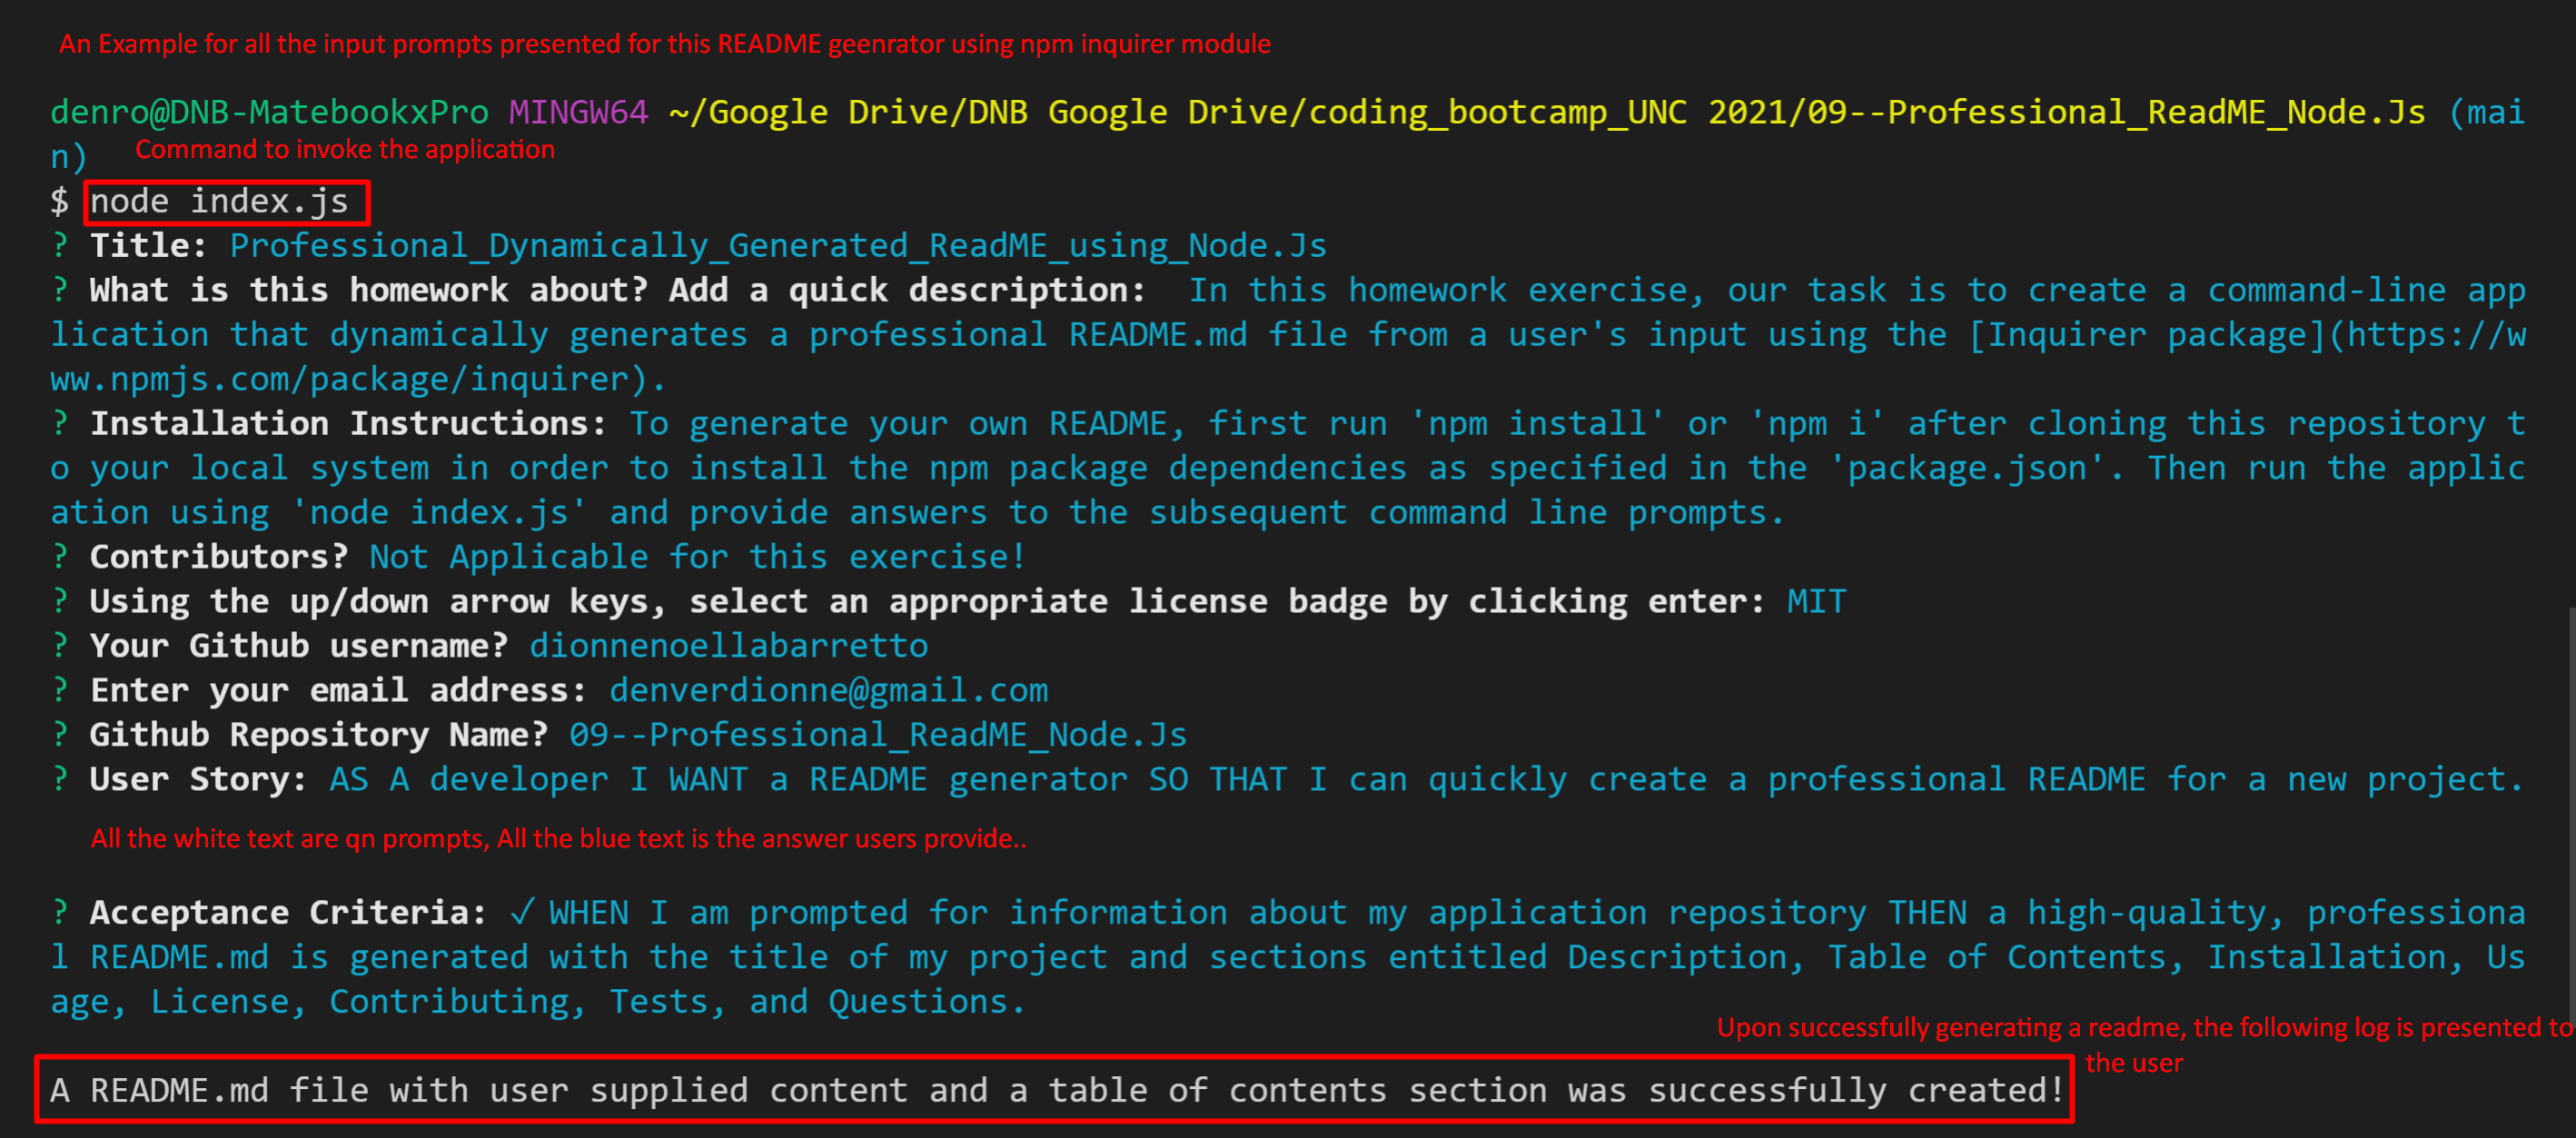 An Example for all the input prompts presented for this README geenrator using npm inquirer module
denro@DNB-MatebookxPro MINGW64 ~/Google Drive/DNB Google Drive/coding_bootcamp_UNC 2021/09--Professional_ReadME_Node.Js (mai
n) Command to invoke the application
$ node index.js
? Title: Professional_Dynamically_Generated_ReadME_using_Node.Js
? What is this homework about? Add a quick description:  In this homework exercise, our task is to create a command-line app
lication that dynamically generates a professional README.md file from a user's input using the [Inquirer package](https://w
ww.npmjs.com/package/inquirer).
? Installation Instructions: To generate your own README, first run 'npm install' or 'npm i' after cloning this repository t
o your local system in order to install the npm package dependencies as specified in the 'package.json'. Then run the applic
ation using 'node index.js' and provide answers to the subsequent command line prompts.
? Contributors? Not Applicable for this exercise!
? Using the up/down arrow keys, select an appropriate license badge by clicking enter: MIT
? Your Github username? dionnenoellabarretto
? Enter your email address: denverdionne@gmail.com
? Github Repository Name? 09--Professional_ReadME_Node.Js
? User Story: AS A developer I WANT a README generator SO THAT I can quickly create a professional README for a new project.
All the white text are qn prompts, All the blue text is the answer users provide..
? Acceptance Criteria: ✓ WHEN I am prompted for information about my application repository THEN a high-quality, professiona
l README.md is generated with the title of my project and sections entitled Description, Table of Contents, Installation, Us
age, License, Contributing, Tests, and Questions.
Upon successfully generating a readme, the following log is presented to
the user
A README.md file with user supplied content and a table of contents section was successfully created!